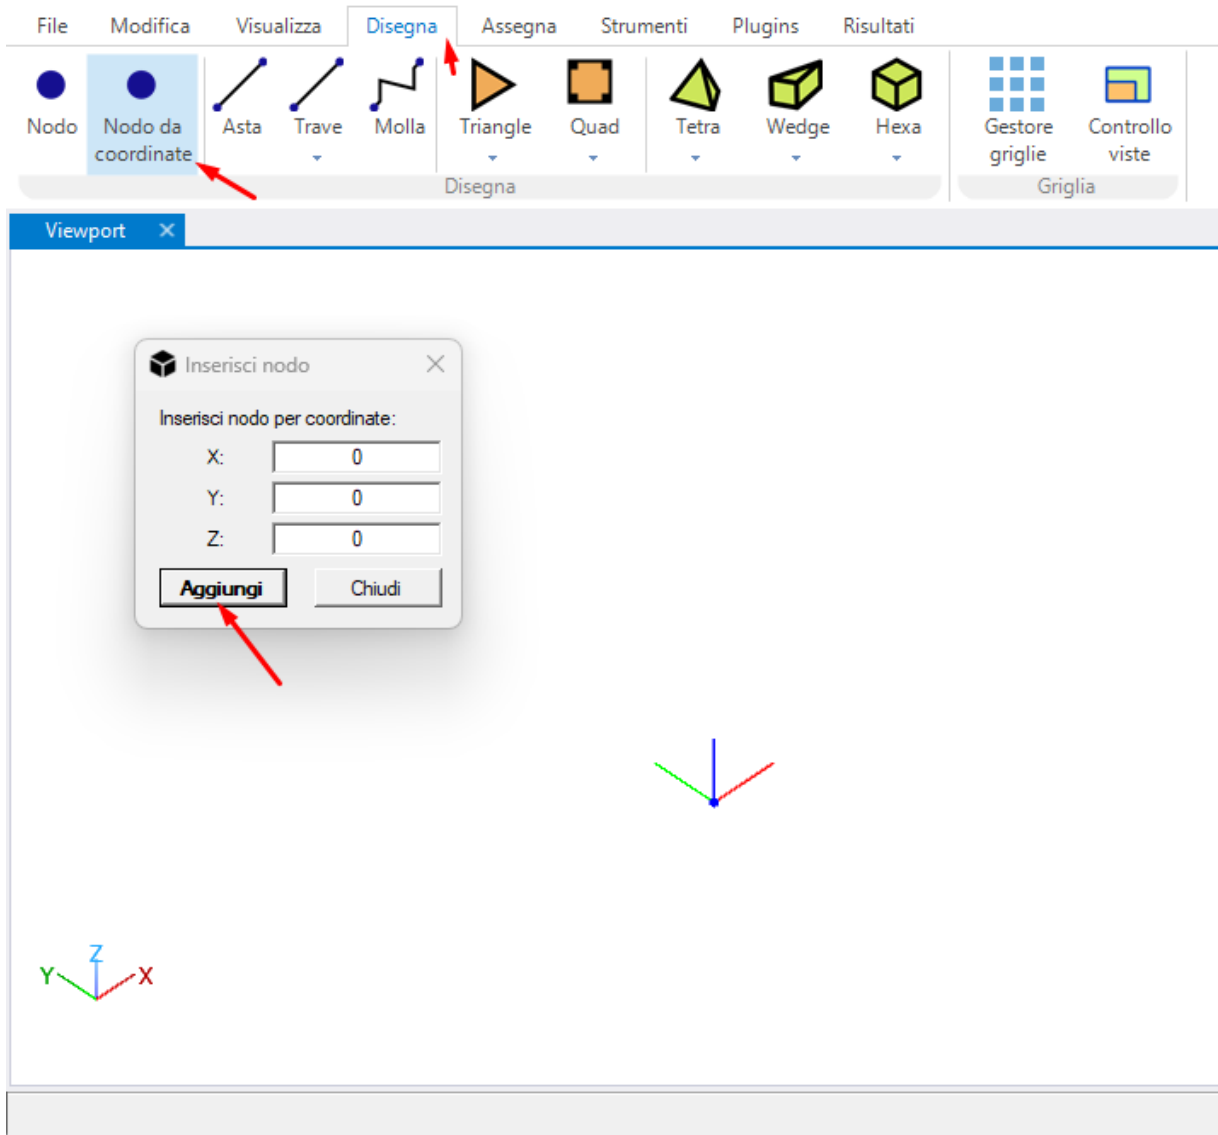 File Modifica Visualizza Disegna Assegna Strumenti Plugins Risultati
Nodo Nodo da coordinate Asta Trave Molla Triangle Quad Tetra Wedge Hexa Gestore griglie Controllo viste
Disegna Griglia
Viewport
Inserisci nodo
Inserisci nodo per coordinate:
X: 0
Y: 0
Z: 0
Aggiungi Chiudi
Z
Y X